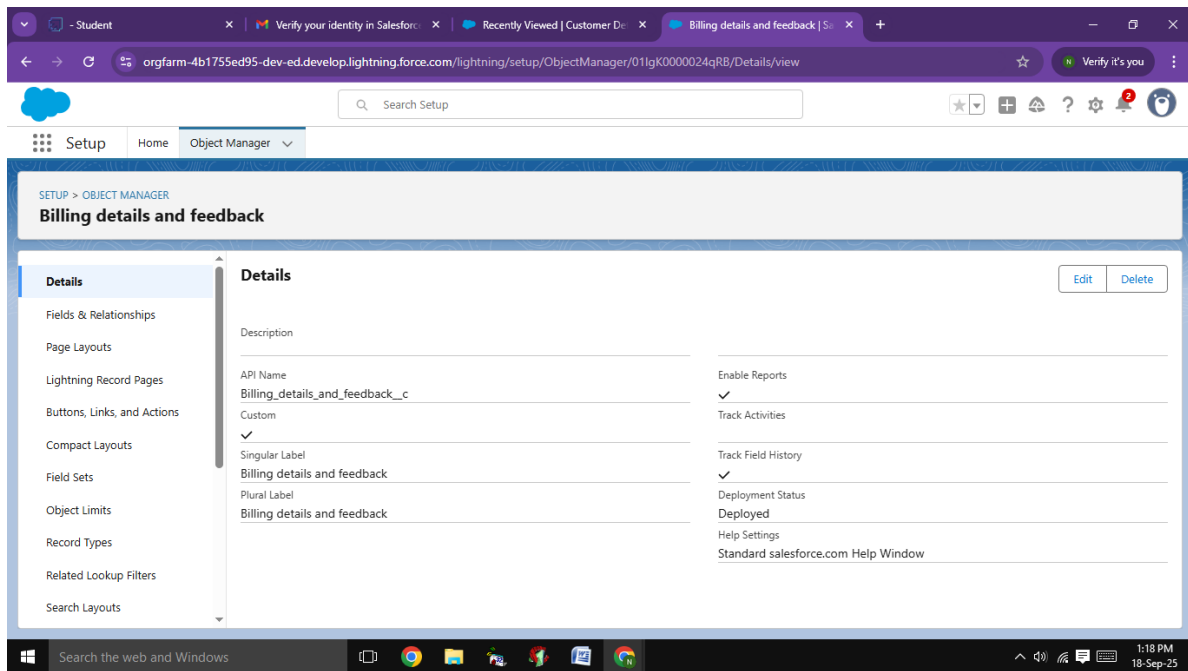 - Student
Verify your identity in Salesforc
Recently Viewed | Customer De
Billing details and feedback | Sa
orgfarm-4b1755ed95-dev-ed.develop.lightning.force.com/lightning/setup/ObjectManager/01IgK0000024qRB/Details/view
N Verify it's you
Search Setup
2
Setup
Home
Object Manager
SETUP > OBJECT MANAGER
Billing details and feedback
Details
Fields & Relationships
Page Layouts
Lightning Record Pages
Buttons, Links, and Actions
Compact Layouts
Field Sets
Object Limits
Record Types
Related Lookup Filters
Search Layouts
Details
Edit
Delete
Description
API Name
Billing_details_and_feedback__c
Custom
Singular Label
Billing details and feedback
Plural Label
Billing details and feedback
Enable Reports
Track Activities
Track Field History
Deployment Status
Deployed
Help Settings
Standard salesforce.com Help Window
Search the web and Windows
1:18 PM
18-Sep-25